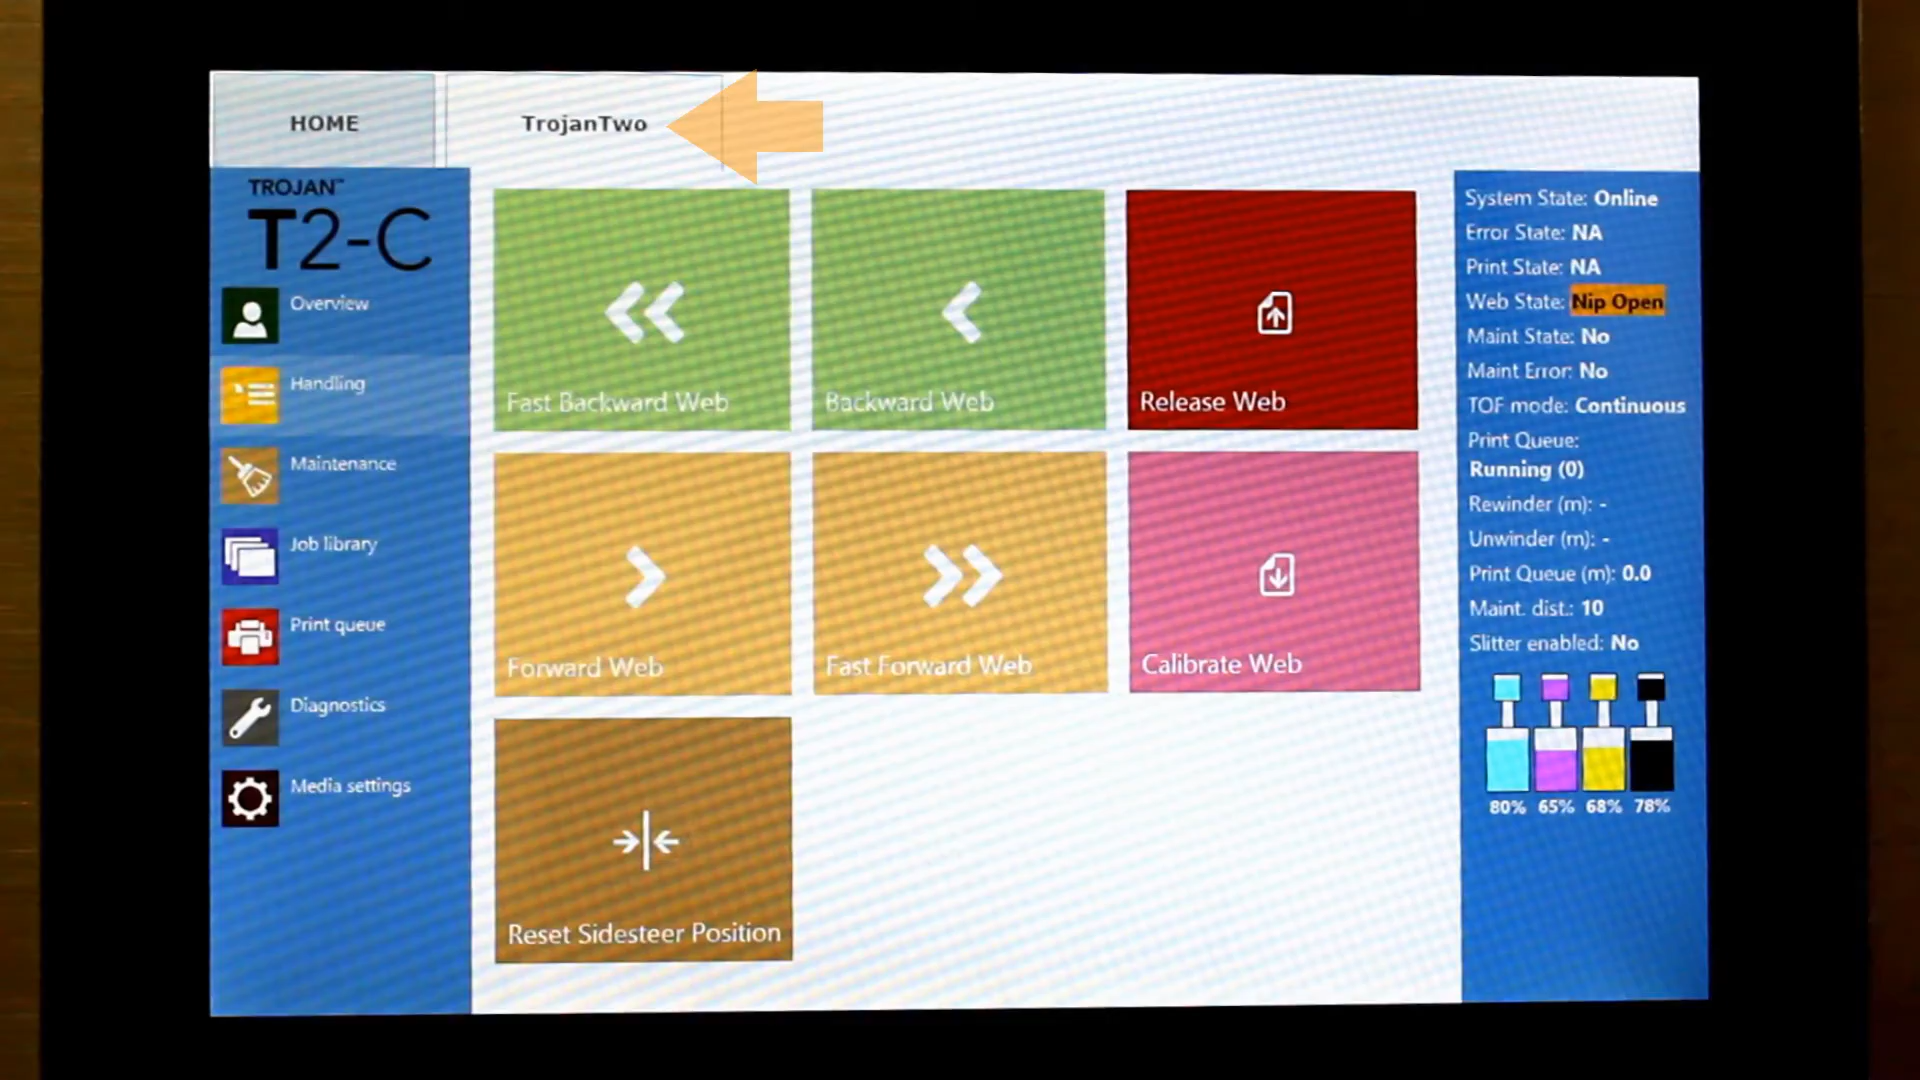 HOME
TrojanTwo
TROJAN™
T2-C
Overview
Handling
Maintenance
Job library
Print queue
Diagnostics
Media settings
Fast Backward Web
Backward Web
Release Web
Forward Web
Fast Forward Web
Calibrate Web
Reset Sidesteer Position
System State: Online
Error State: NA
Print State: NA
Web State: Nip Open
Maint State: No
Maint Error: No
TOF mode: Continuous
Print Queue:
Running (0)
Rewinder (m): -
Unwinder (m): -
Print Queue (m): 0.0
Maint. dist.: 10
Slitter enabled: No
80% 65% 68% 78%